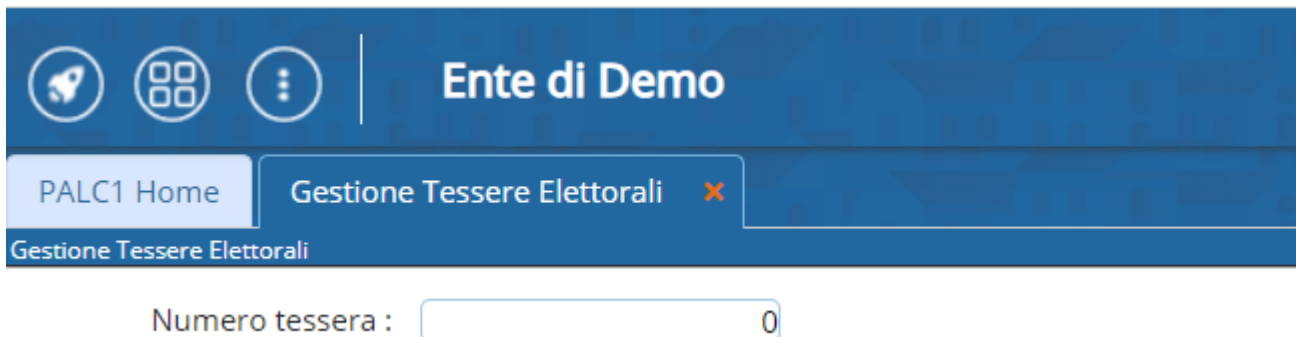 Ente di Demo
PALC1 Home
Gestione Tessere Elettorali
Gestione Tessere Elettorali
Numero tessera : 0